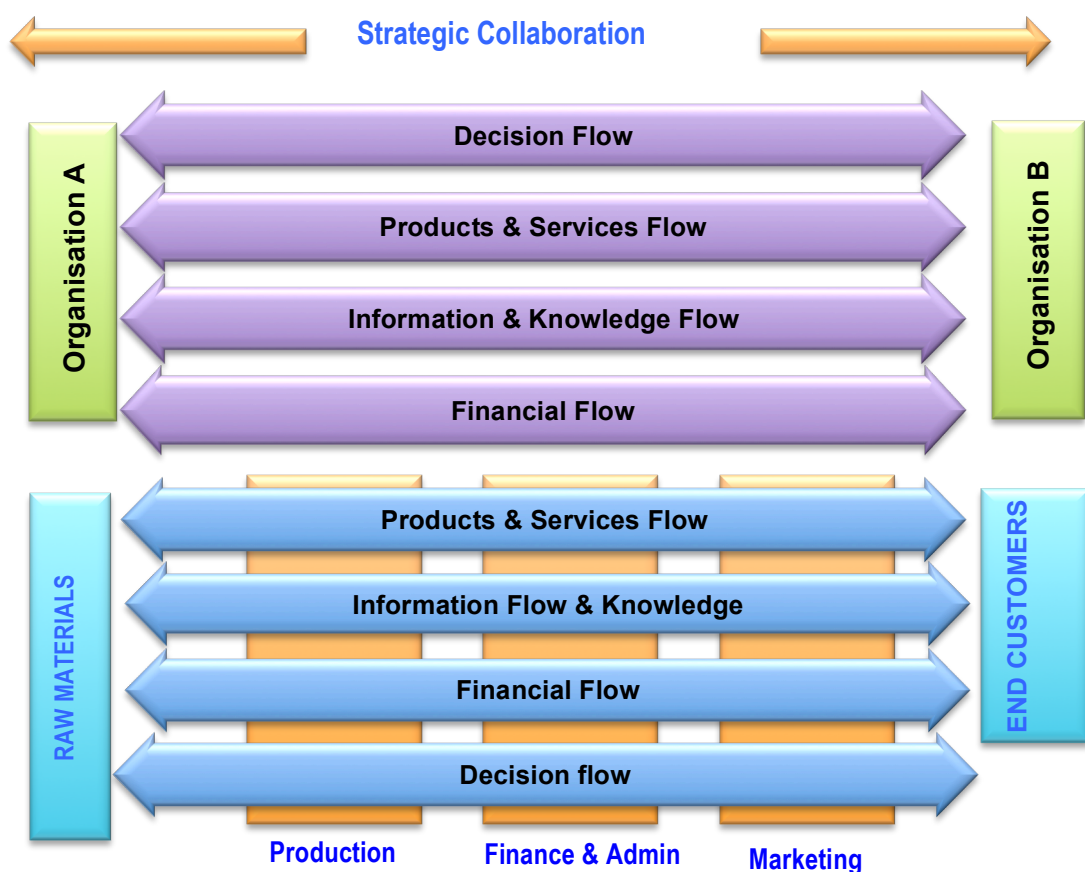 Strategic Collaboration
Organisation A
Decision Flow
Products & Services Flow
Information & Knowledge Flow
Financial Flow
Organisation B
RAW MATERIALS
Products & Services Flow
Information Flow & Knowledge
Financial Flow
Decision flow
END CUSTOMERS
Production
Finance & Admin
Marketing